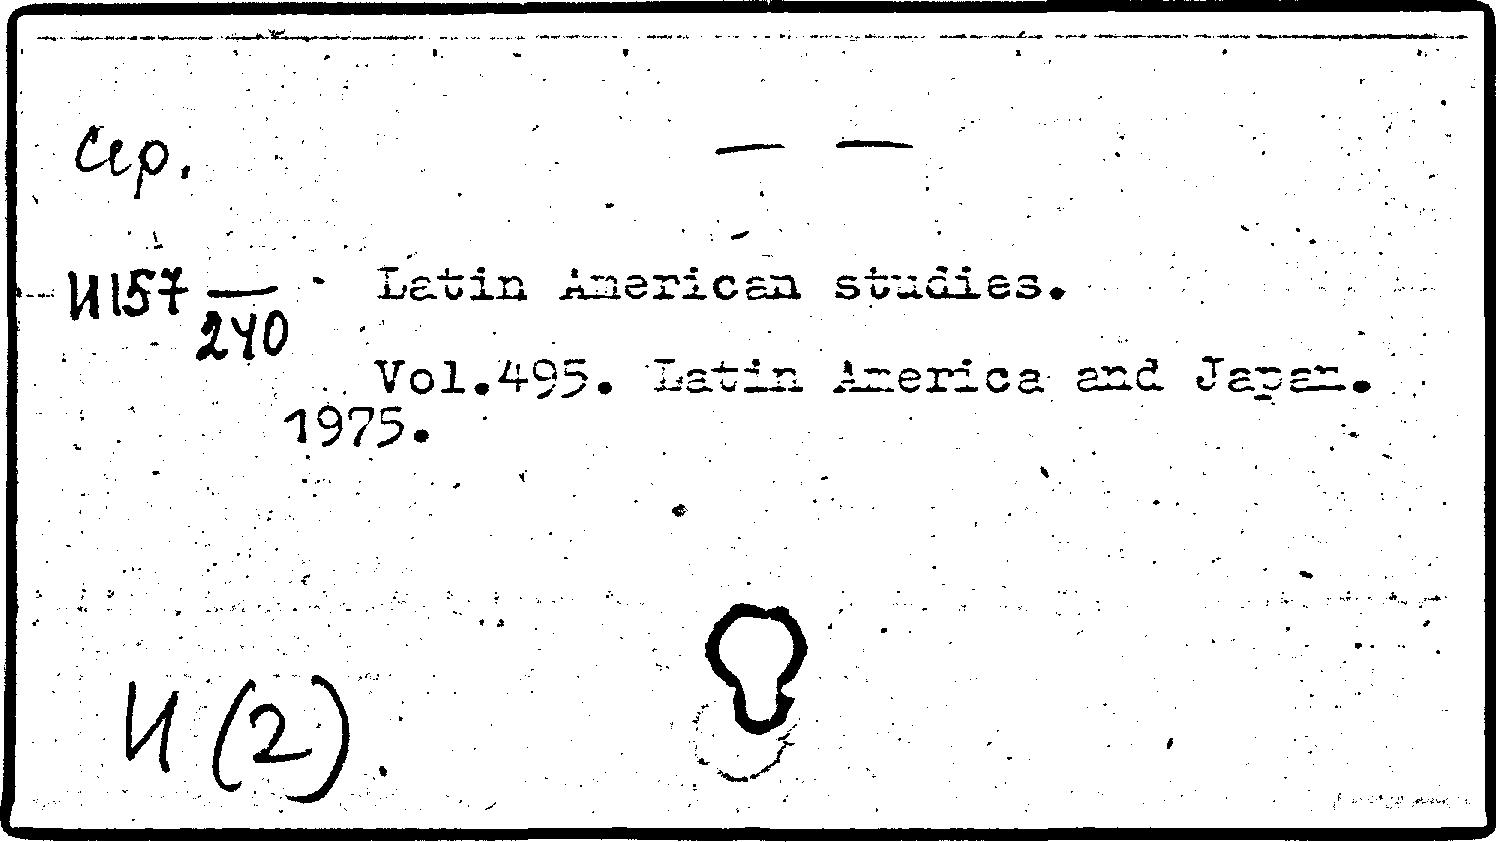 Сер.
И157 — Latin American studies.
240
Vol.495. Latin America and Japan.
1975.
И (2).